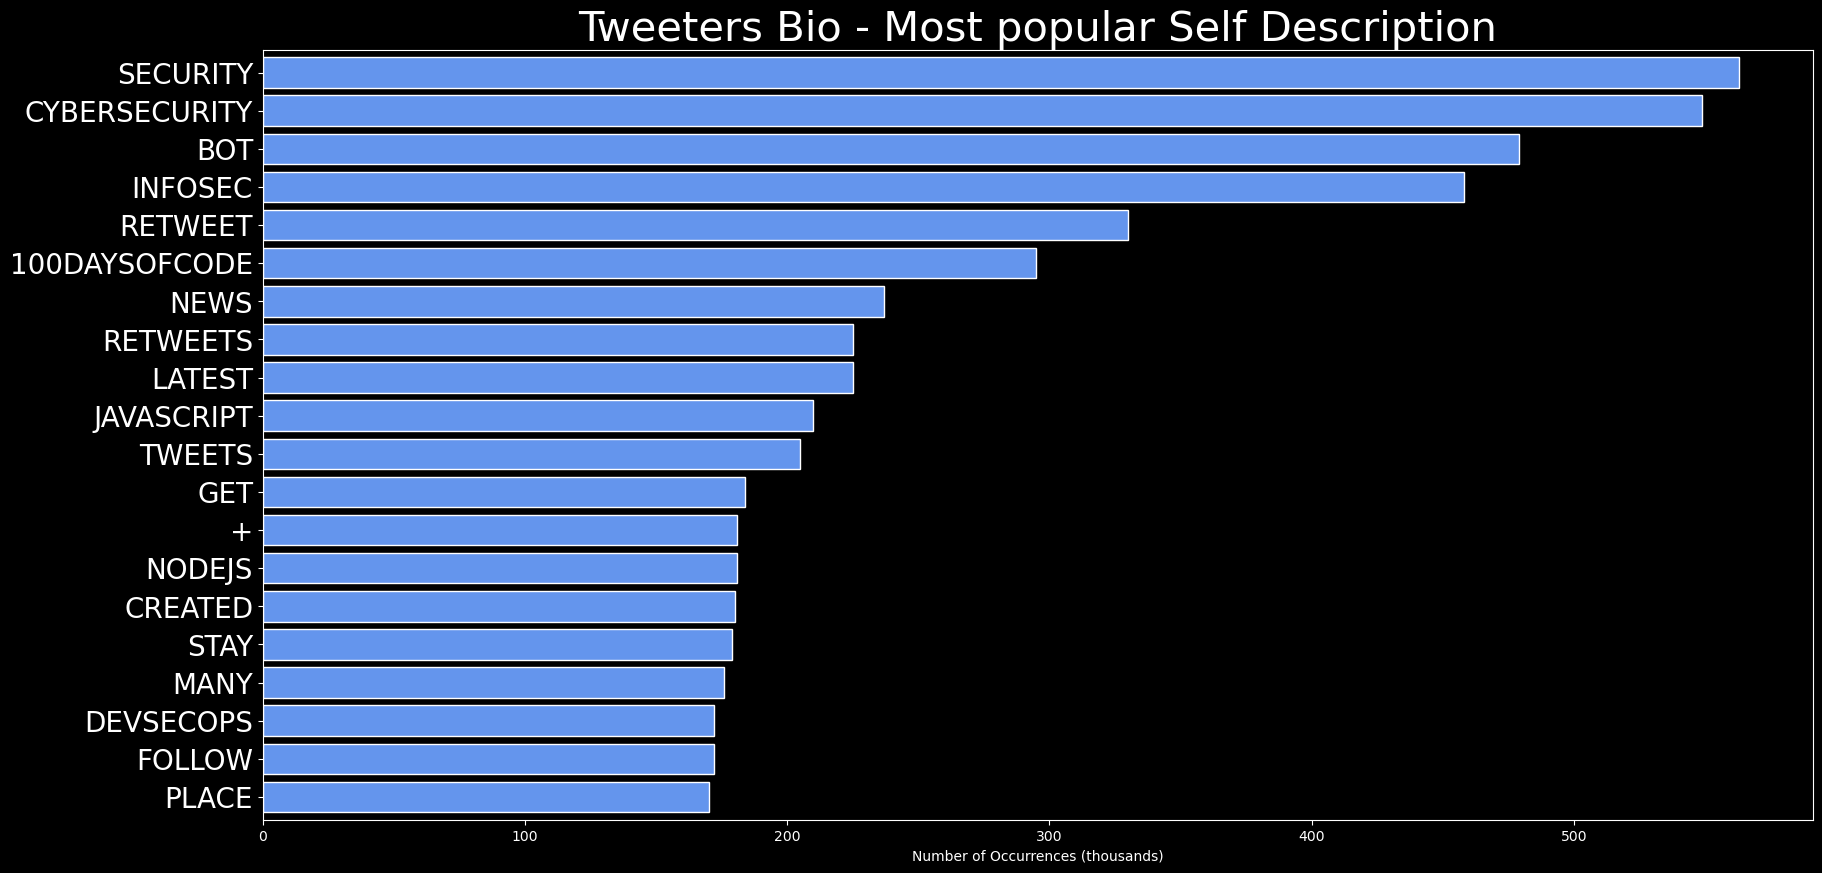 Tweeters Bio - Most popular Self Description
SECURITY
CYBERSECURITY
BOT
INFOSEC
RETWEET
100DAYSOFCODE
NEWS
RETWEETS
LATEST
JAVASCRIPT
TWEETS
GET
+
NODEJS
CREATED
STAY
MANY
DEVSECOPS
FOLLOW
PLACE
0 100 200 300 400 500
Number of Occurrences (thousands)